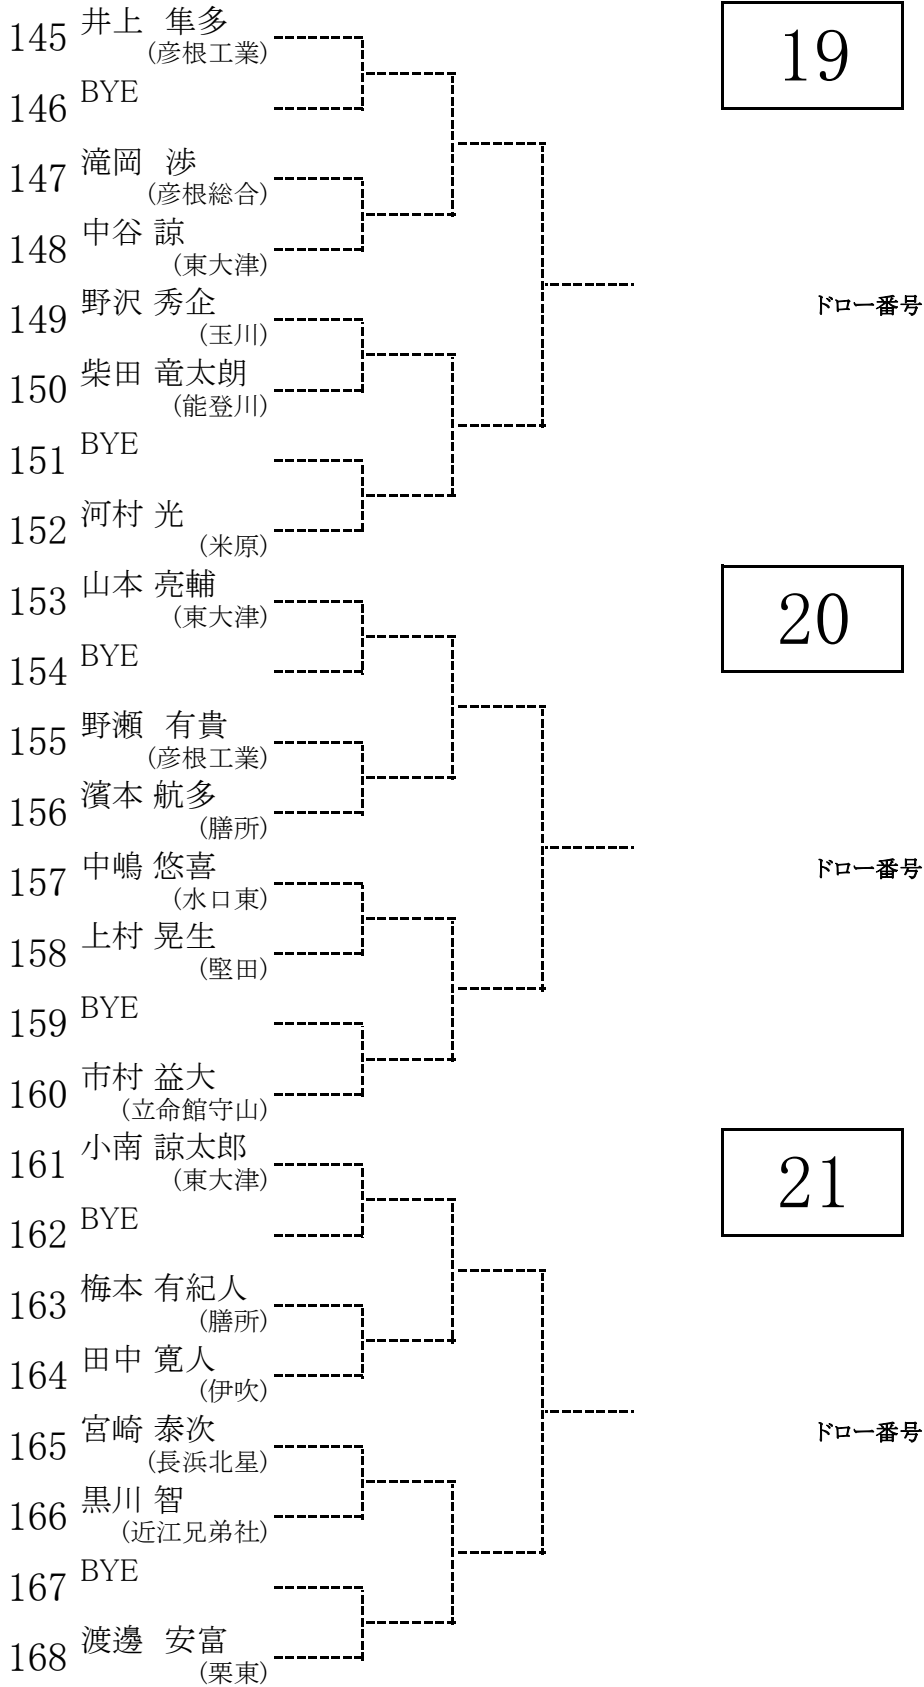 145 井上　隼多
(彦根工業)
19
146 BYE
147 滝岡　渉
(彦根総合)
148 中谷 諒
(東大津)
149 野沢 秀企
(玉川)
ドロー番号
150 柴田 竜太朗
(能登川)
151 BYE
152 河村 光
(米原)
153 山本 亮輔
(東大津)
20
154 BYE
155 野瀬　有貴
(彦根工業)
156 濱本 航多
(膳所)
157 中嶋 悠喜
(水口東)
ドロー番号
158 上村 晃生
(堅田)
159 BYE
160 市村 益大
(立命館守山)
161 小南 諒太郎
(東大津)
21
162 BYE
163 梅本 有紀人
(膳所)
164 田中 寛人
(伊吹)
165 宮崎 泰次
(長浜北星)
ドロー番号
166 黒川 智
(近江兄弟社)
167 BYE
168 渡邊　安富
(栗東)